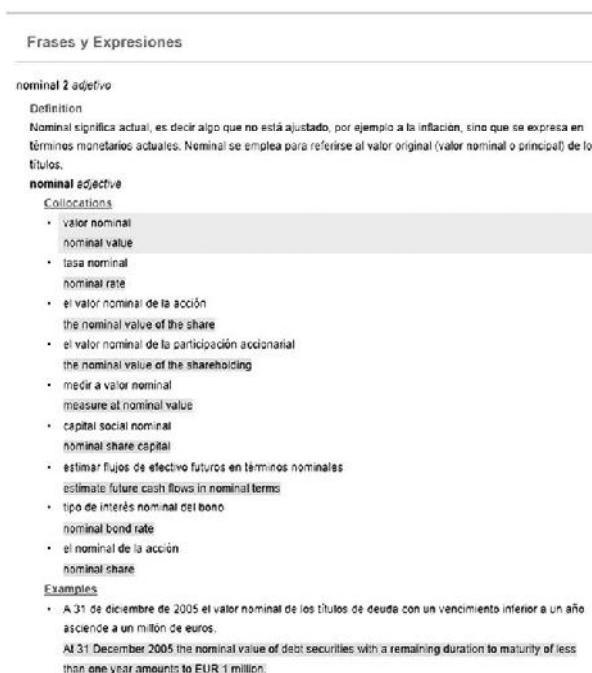 Frases y Expresiones
nominal 2 adjetivo
Definition
Nominal significa actual, es decir algo que no está ajustado, por ejemplo a la inflación, sino que se expresa en
términos monetarios actuales. Nominal se emplea para referirse al valor original (valor nominal o principal) de lo
títulos.
nominal adjective
Collocations
• valor nominal
nominal value
• tasa nominal
nominal rate
• el valor nominal de la acción
the nominal value of the share
• el valor nominal de la participación accionarial
the nominal value of the shareholding
• medir a valor nominal
measure at nominal value
• capital social nominal
nominal share capital
• estimar flujos de efectivo futuros en términos nominales
estimate future cash flows in nominal terms
• tipo de interés nominal del bono
nominal bond rate
• el nominal de la acción
nominal share
Examples
• A 31 de diciembre de 2005 el valor nominal de los títulos de deuda con un vencimiento inferior a un año
asciende a un millón de euros.
At 31 December 2005 the nominal value of debt securities with a remaining duration to maturity of less
than one year amounts to EUR 1 million.